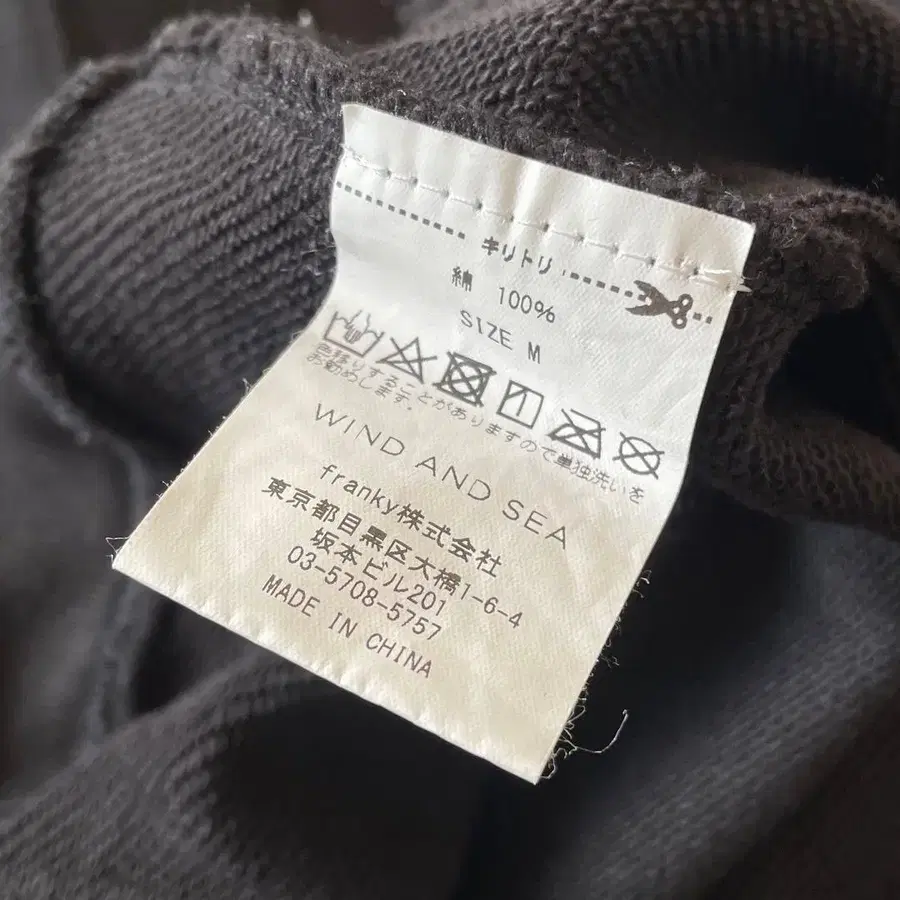 キリトリ
綿 100%
SIZE M
色移りすることがありますので単独洗いを
お勧めします。
WIND AND SEA
franky株式会社
東京都目黒区大橋1-6-4
坂本ビル201
03-5708-5757
MADE IN CHINA